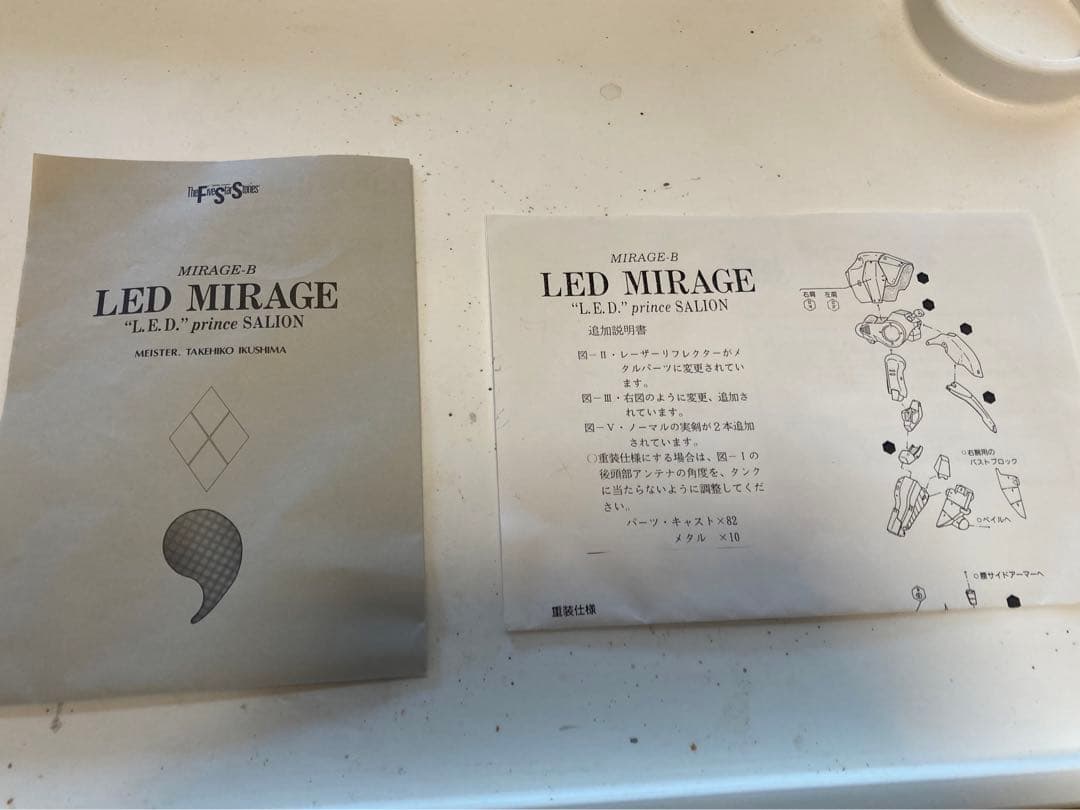 The Five Star Stories
MIRAGE-B
LED MIRAGE
"L.E.D." prince SALION
MEISTER. TAKEHIKO IKUSHIMA
MIRAGE-B
LED MIRAGE
"L.E.D." prince SALION
追加説明書
図-II・レーザーリフレクターがメ
タルパーツに変更されてい
ます。
図-III・右図のように変更、追加さ
れています。
図-V・ノーマルの実剣が2本追加
されています。
○重装仕様にする場合は、図-1の
後頭部アンテナの角度を、タンク
に当たらないように調整してくだ
さい。
パーツ・キャスト×82
メタル ×10
重装仕様
右肩 左肩
○右腕用の
バストブロック
○ベイルへ
○腰サイドアーマーへ